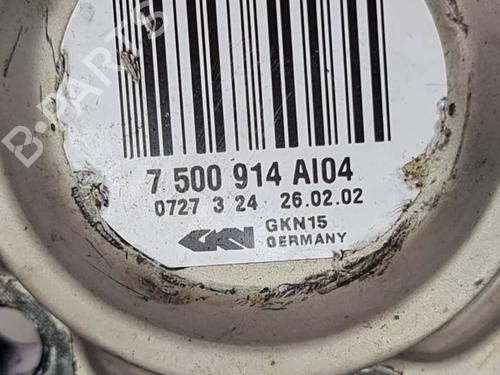 B-PARTS
7 500 914 AI04
0727 3 24 26.02.02
GKN
GKN15
GERMANY